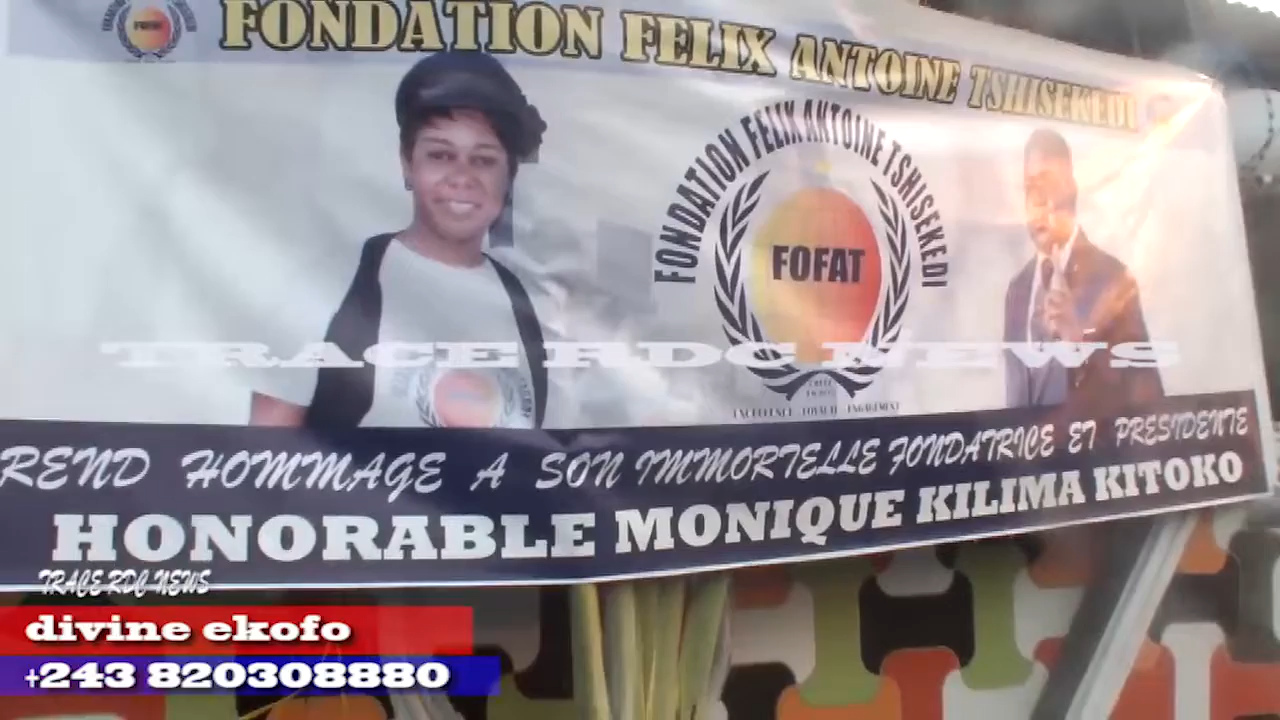 FONDATION FELIX ANTOINE TSHISEKEDI
FONDATION FELIX ANTOINE TSHISEKEDI
FOFAT
TRACE RDC NEWS
REND HOMMAGE A SON IMMORTELLE FONDATRICE ET PRESIDENTE
HONORABLE MONIQUE KILIMA KITOKO
TRACE RDC NEWS
divine ekofo
+243 820308880